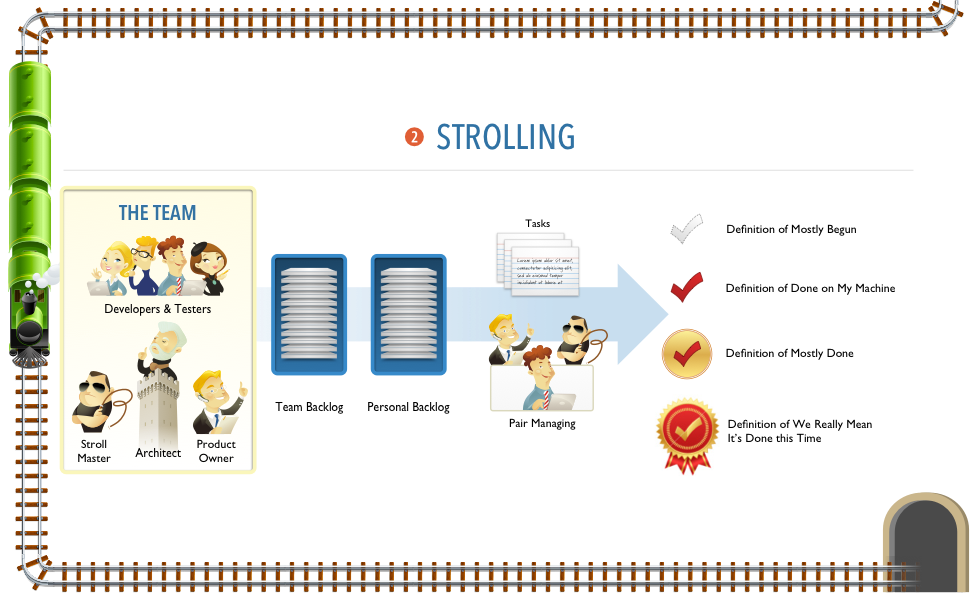 2 STROLLING
THE TEAM
Developers & Testers
Stroll
Master
Architect
Product
Owner
Team Backlog
Personal Backlog
Tasks
Lorem ipsum dolor sit amet,
consectetur adipiscing elit,
sed do eiusmod tempor
incididunt ut labore et
Pair Managing
Definition of Mostly Begun
Definition of Done on My Machine
Definition of Mostly Done
Definition of We Really Mean
It's Done this Time